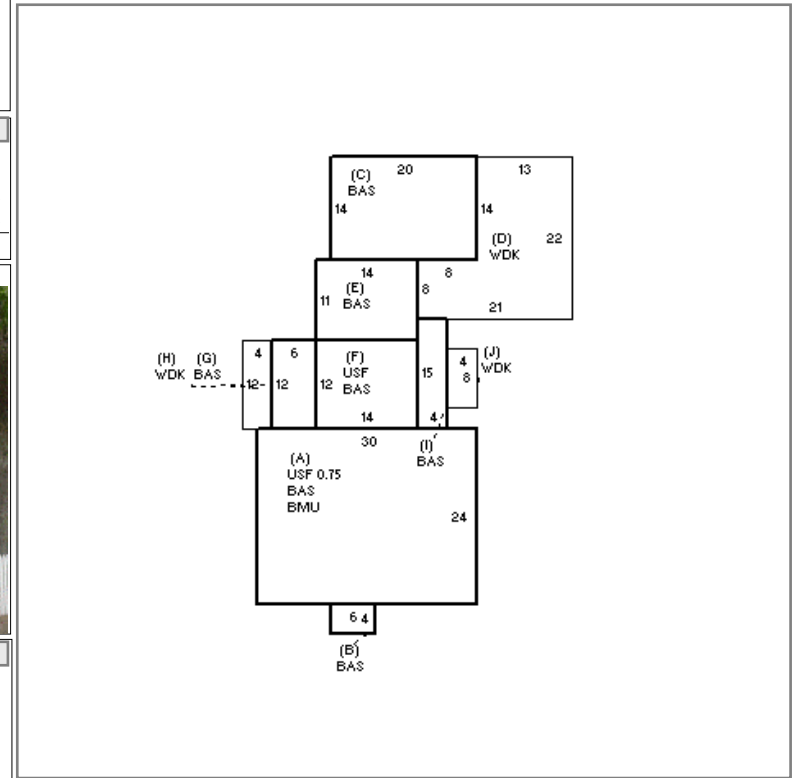 20
13
(C)
BAS
14
14
(D)
WDK
22
14
8
(E)
BAS
8
11
21
4
6
(F)
USF
BAS
(H)
WDK
(G)
BAS
12
12
12
15
4
8
(J)
WDK
14
4
30
(I)
BAS
(A)
USF 0.75
BAS
BMU
24
6 4
(B)
BAS